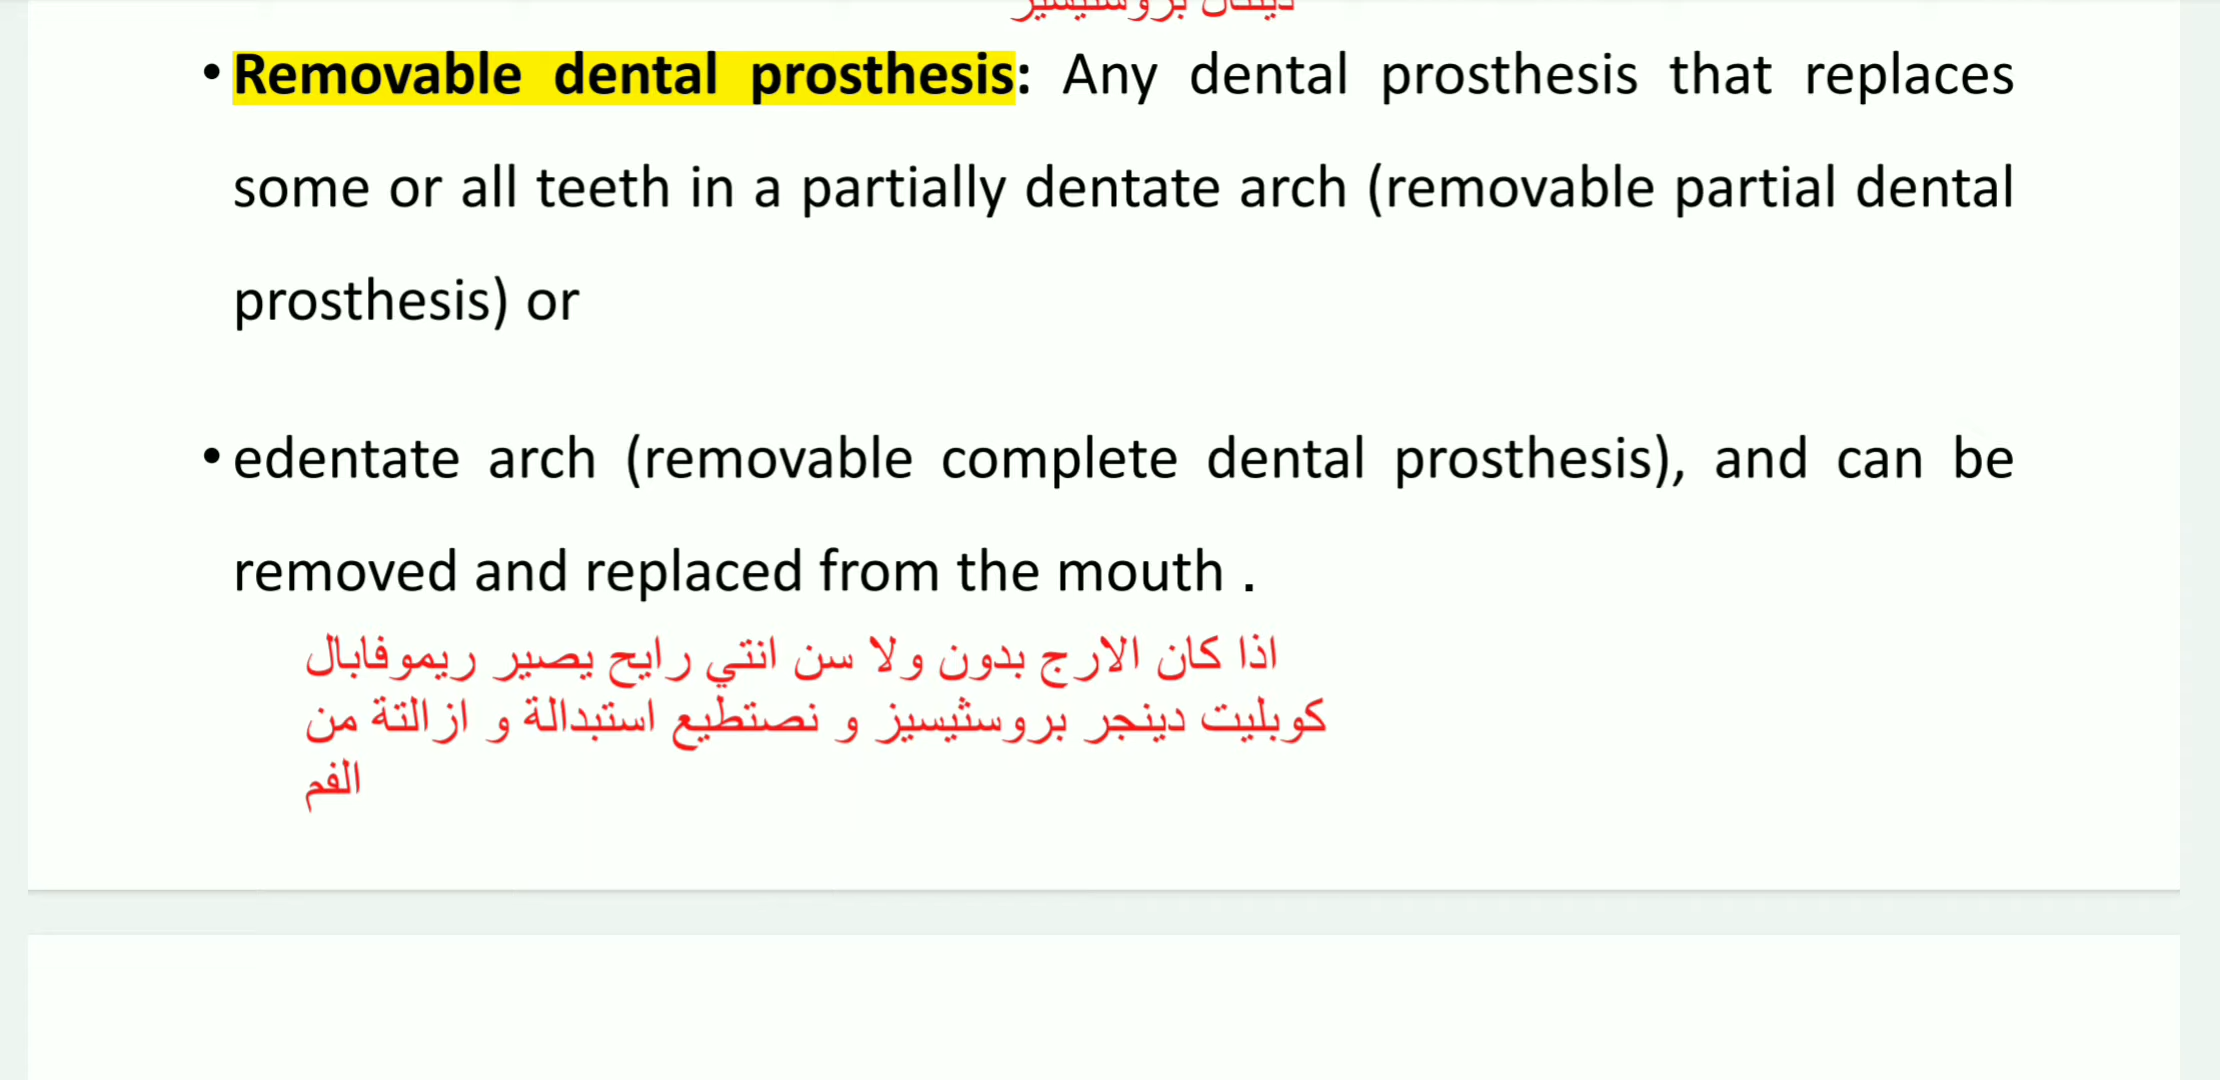 • Removable dental prosthesis: Any dental prosthesis that replaces
some or all teeth in a partially dentate arch (removable partial dental
prosthesis) or
• edentate arch (removable complete dental prosthesis), and can be
removed and replaced from the mouth .
اذا كان الارج بدون ولا سن انتي رايح يصير ريموفابال
كوبليت دينجر بروسثيسيز و نصتطيع استبدالة و ازالتة من
الفم